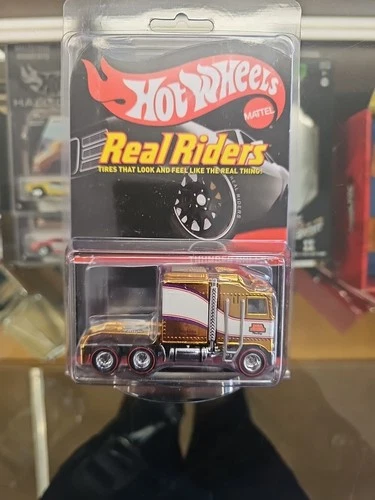 Hot Wheels
MATTEL
Real Riders
TIRES THAT LOOK AND FEEL LIKE THE REAL THING!